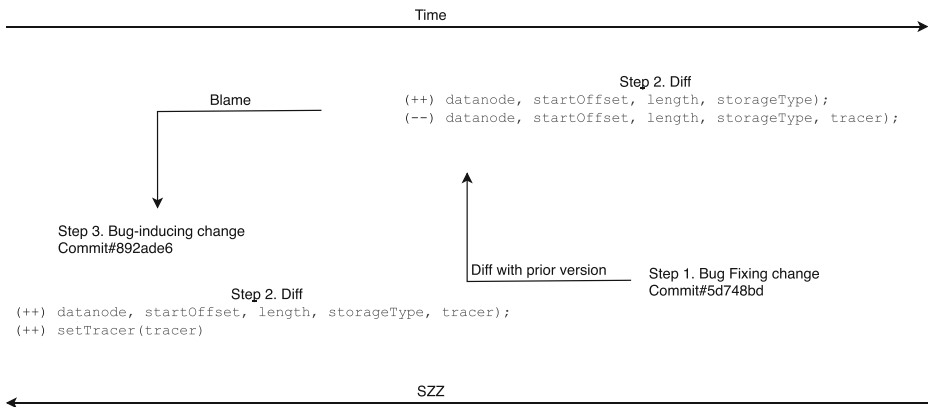 Time
Step 2. Diff
(++) datanode, startOffset, length, storageType);
(--) datanode, startOffset, length, storageType, tracer);
Blame
Step 3. Bug-inducing change
Commit#892ade6
Diff with prior version
Step 1. Bug Fixing change
Commit#5d748bd
Step 2. Diff
(++) datanode, startOffset, length, storageType, tracer);
(++) setTracer(tracer)
SZZ